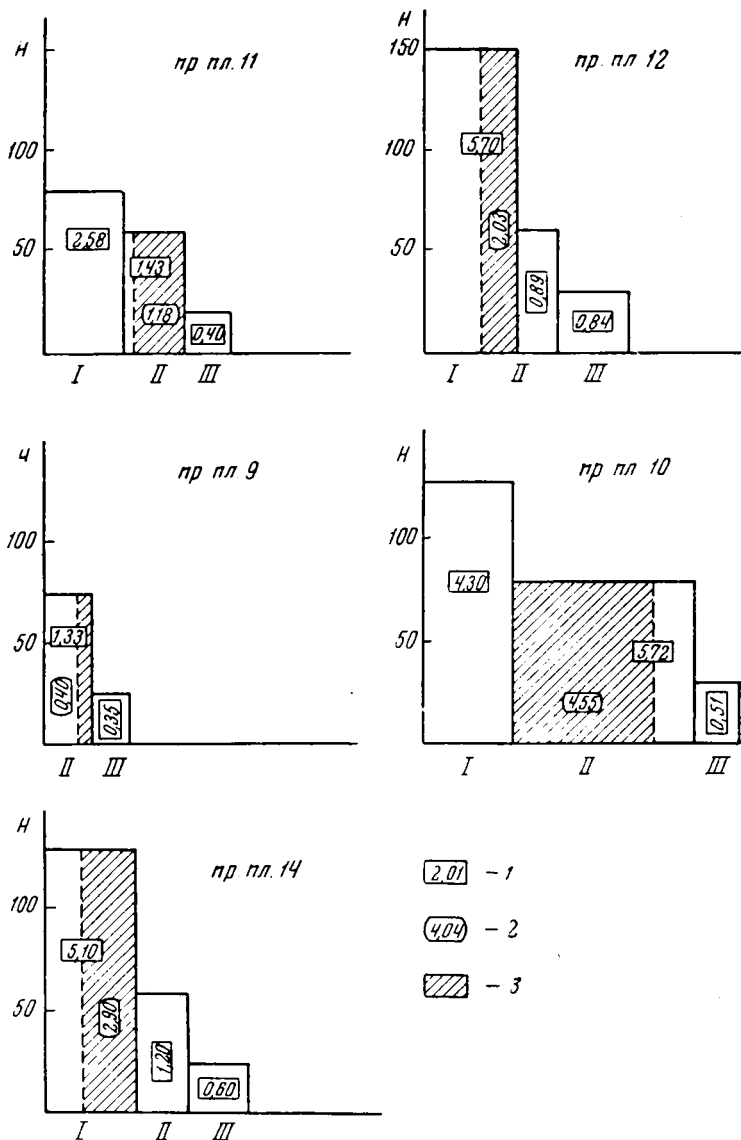 H
пр пл. 11
100
50
2,58
1,43
1,18
0,40
I II III
H
пр пл 12
150
100
50
5,70
2,03
0,89
0,84
I II III
H
пр пл. 9
100
50
1,33
0,40
0,35
II III
H
пр пл 10
100
50
4,30
5,72
4,55
0,51
I II III
H
пр пл. 14
100
50
5,10
2,90
1,20
0,60
I II III
2,01 – 1
4,04 – 2
– 3